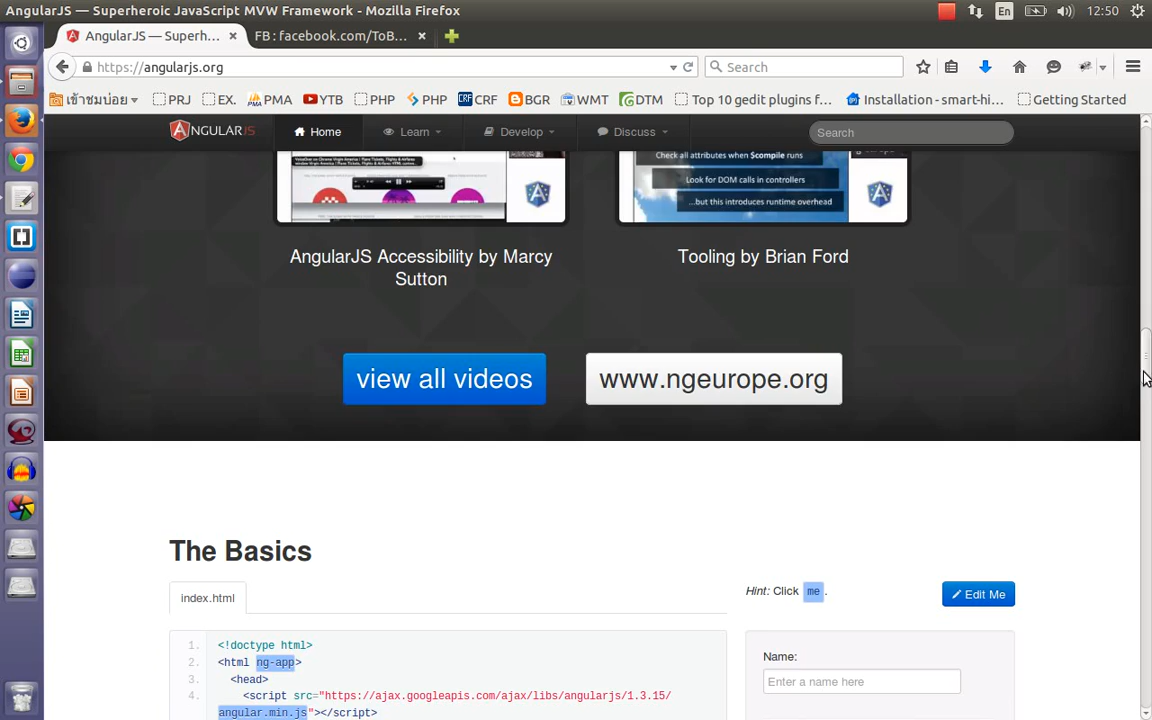 AngularJS — Superheroic JavaScript MVW Framework - Mozilla Firefox
En
12:50
AngularJS — Superh...
FB : facebook.com/ToB...
https://angularjs.org
Search
เข้าชมบ่อย
PRJ
EX.
PMA
YTB
PHP
PHP
CRF
BGR
WMT
DTM
Top 10 gedit plugins f...
Installation - smart-hi...
Getting Started
ANGULARJS
Home
Learn
Develop
Discuss
Search
Check all attributes when $compile runs
Look for DOM calls in controllers
...but this introduces runtime overhead
AngularJS Accessibility by Marcy
Sutton
Tooling by Brian Ford
view all videos
www.ngeurope.org
The Basics
index.html
Hint: Click me .
Edit Me
1. <!doctype html>
2. <html ng-app>
3. <head>
4. <script src="https://ajax.googleapis.com/ajax/libs/angularjs/1.3.15/
angular.min.js"></script>
Name:
Enter a name here